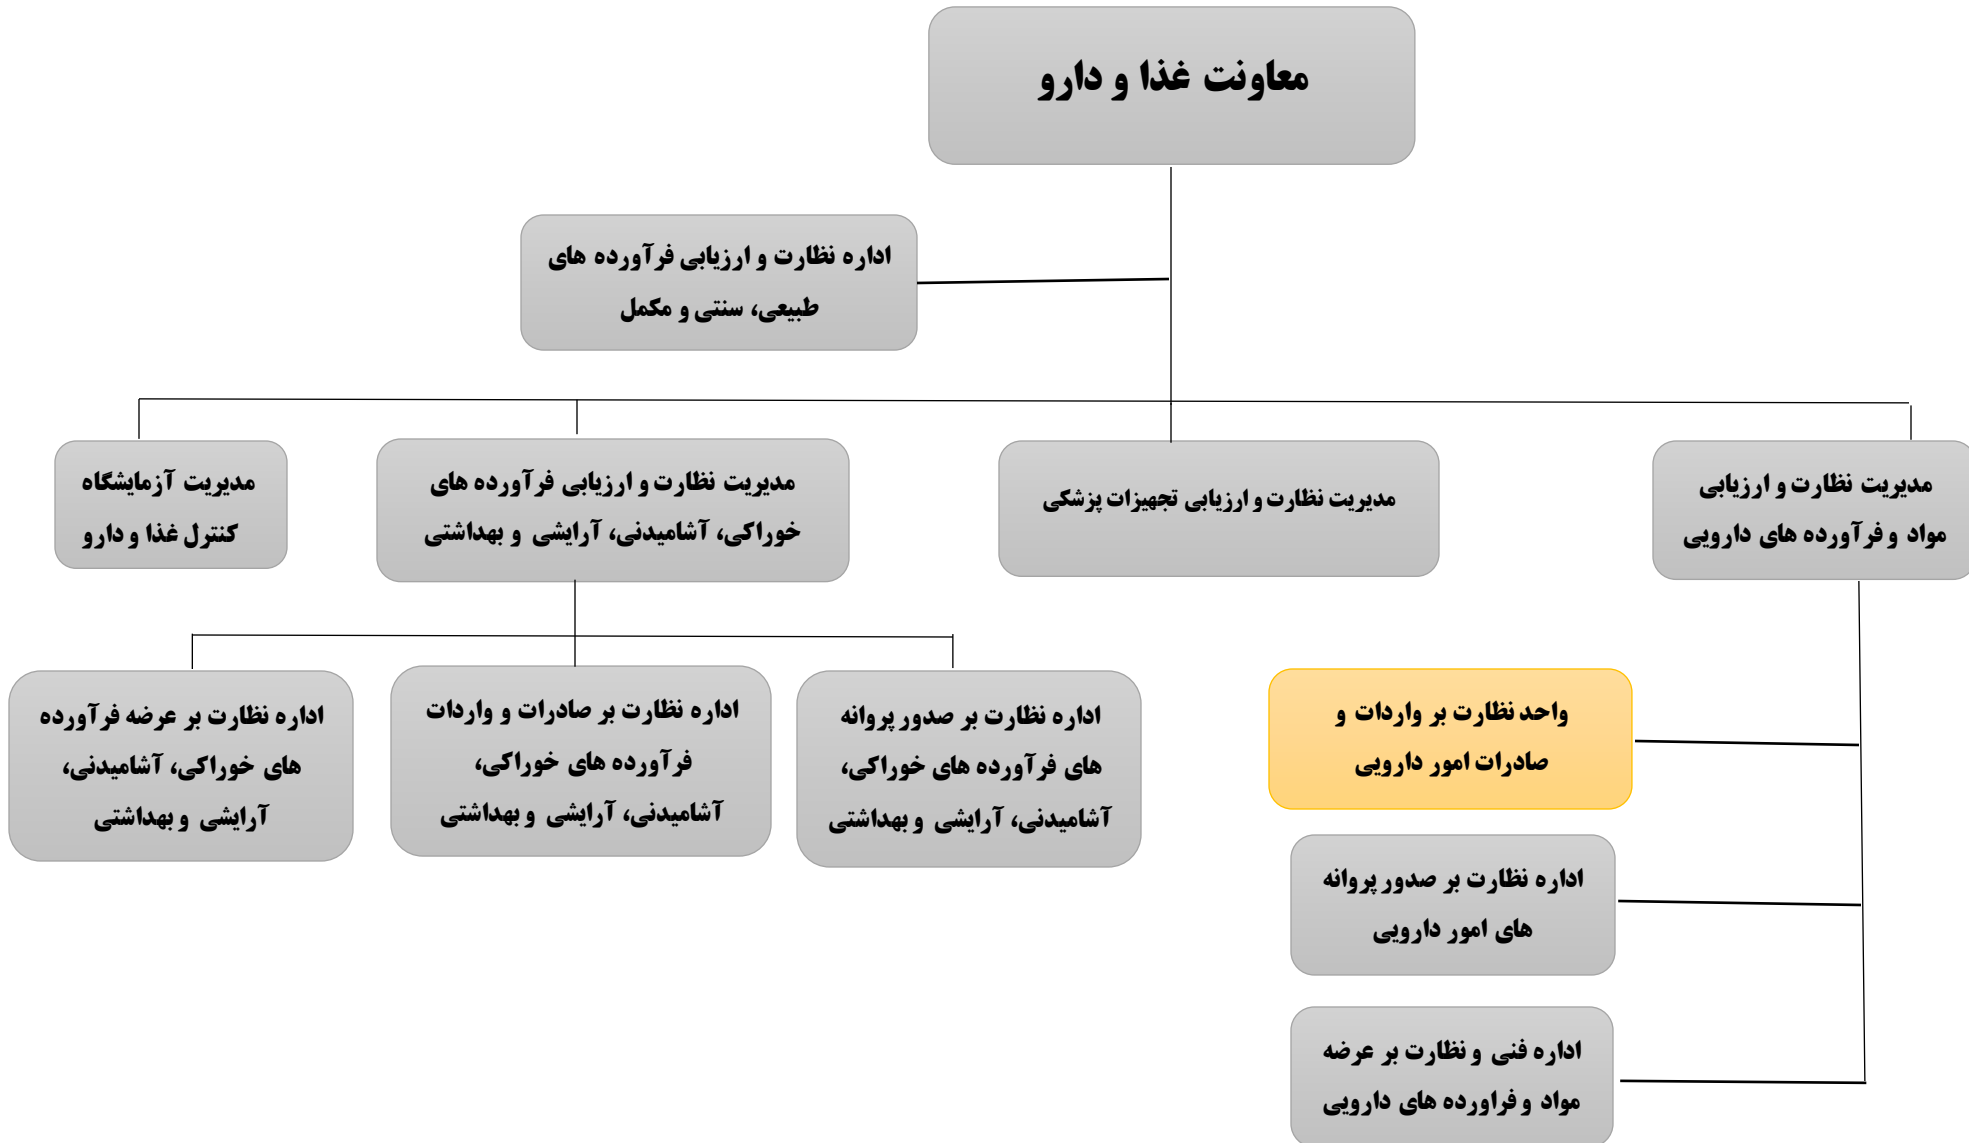 معاونت غذا و دارو
اداره نظارت و ارزیابی فرآورده های
طبیعی، سنتی و مکمل
مدیریت نظارت و ارزیابی
مواد و فرآورده های دارویی
مدیریت نظارت و ارزیابی تجهیزات پزشکی
مدیریت نظارت و ارزیابی فرآورده های
خوراکی، آشامیدنی، آرایشی و بهداشتی
مدیریت آزمایشگاه
کنترل غذا و دارو
واحد نظارت بر واردات و
صادرات امور دارویی
اداره نظارت بر صدور پروانه
های امور دارویی
اداره فنی و نظارت بر عرضه
مواد و فراورده های دارویی
اداره نظارت بر صدور پروانه
های فرآورده های خوراکی،
آشامیدنی، آرایشی و بهداشتی
اداره نظارت بر صادرات و واردات
فرآورده های خوراکی،
آشامیدنی، آرایشی و بهداشتی
اداره نظارت بر عرضه فرآورده
های خوراکی، آشامیدنی،
آرایشی و بهداشتی